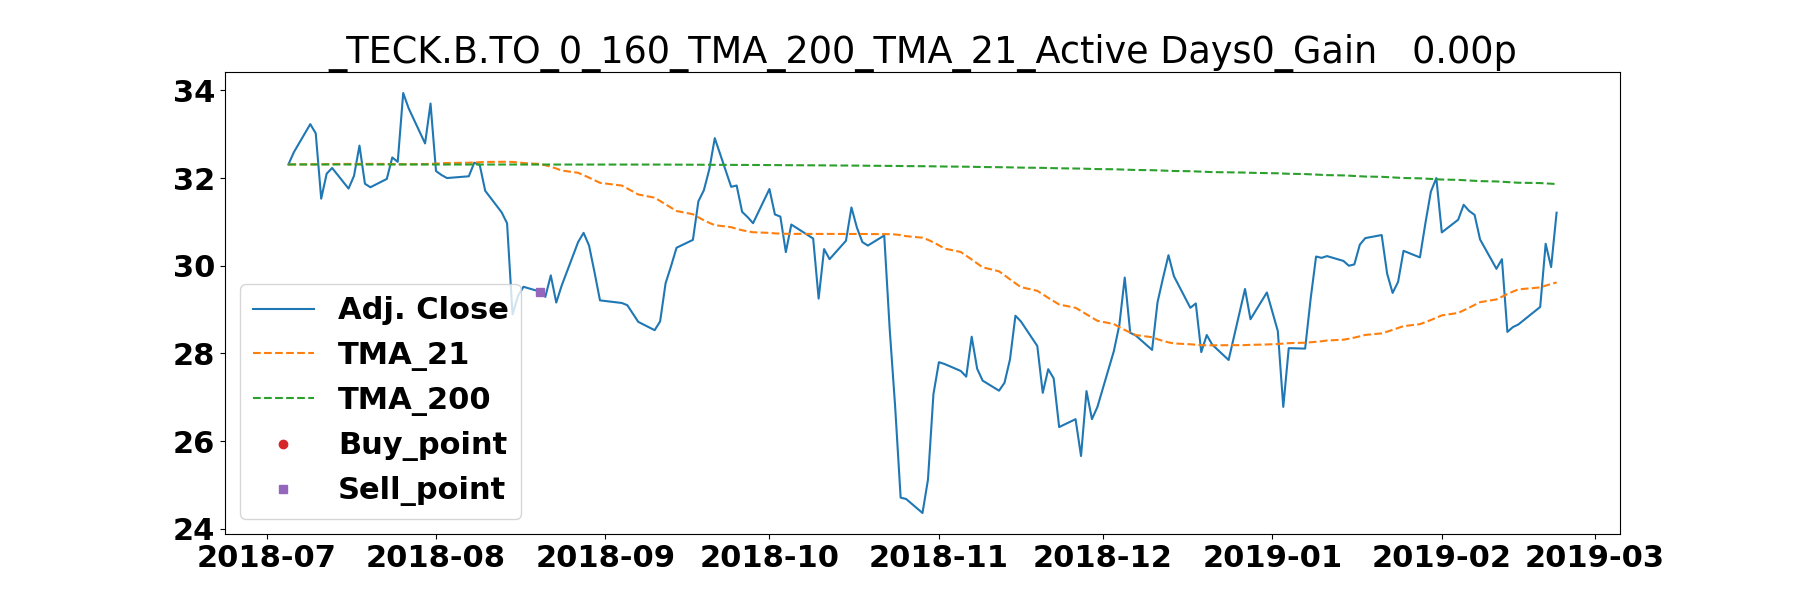 _TECK.B.TO_0_160_TMA_200_TMA_21_Active Days0_Gain   0.00p
34
32
30
28
26
24
Adj. Close
TMA_21
TMA_200
Buy_point
Sell_point
2018-07 2018-08 2018-09 2018-10 2018-11 2018-12 2019-01 2019-02 2019-03